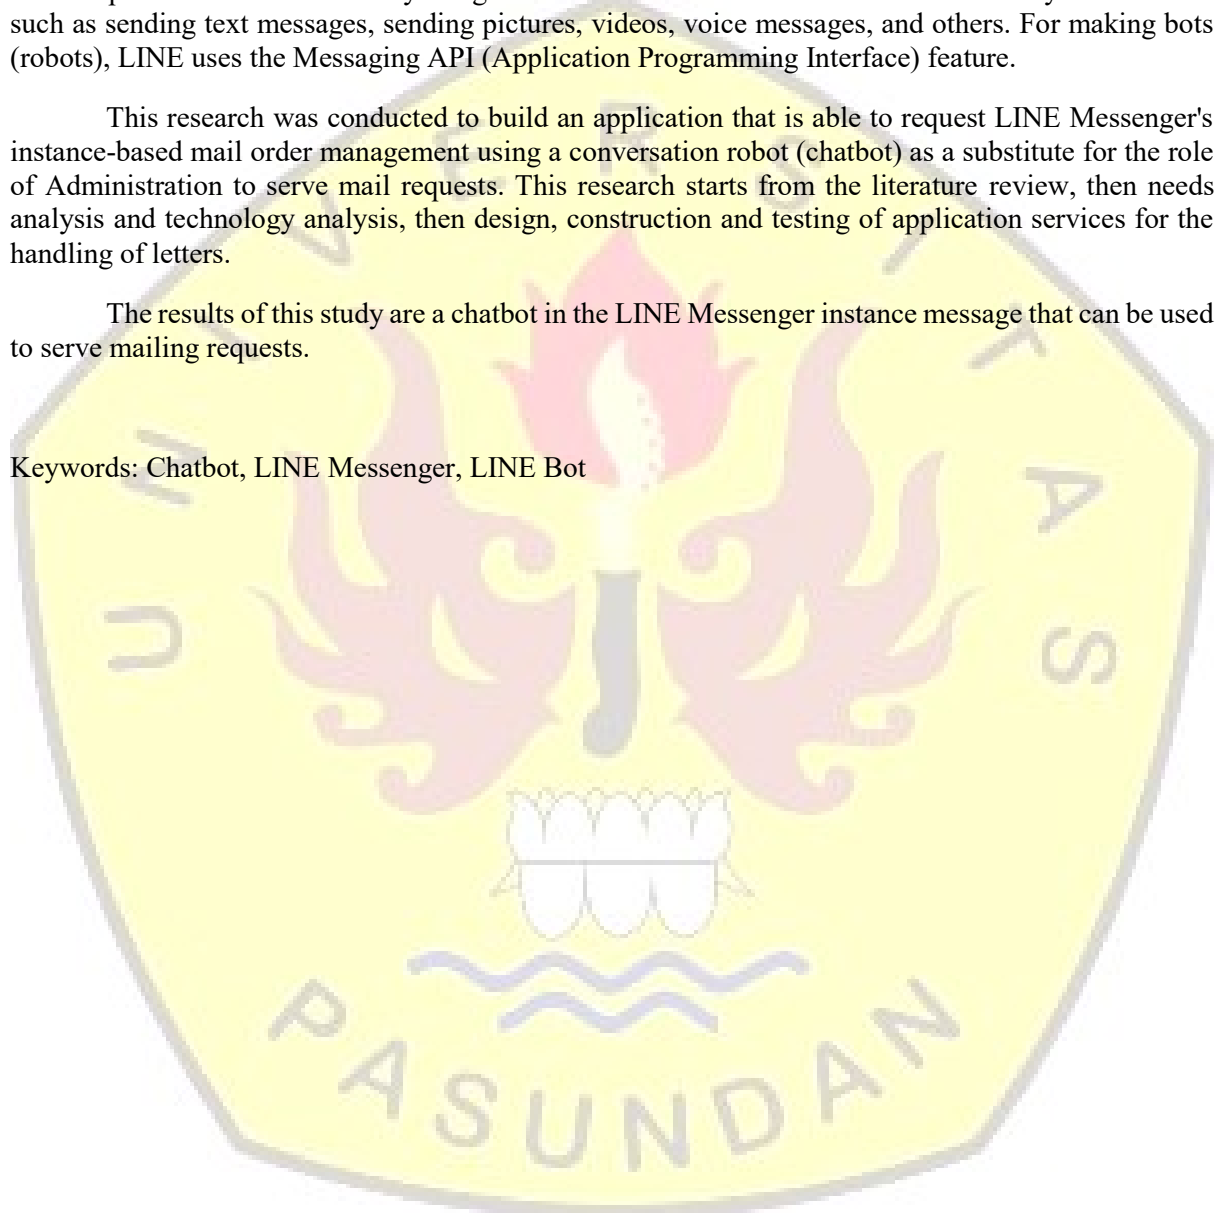 such as sending text messages, sending pictures, videos, voice messages, and others. For making bots
(robots), LINE uses the Messaging API (Application Programming Interface) feature.
This research was conducted to build an application that is able to request LINE Messenger's
instance-based mail order management using a conversation robot (chatbot) as a substitute for the role
of Administration to serve mail requests. This research starts from the literature review, then needs
analysis and technology analysis, then design, construction and testing of application services for the
handling of letters.
The results of this study are a chatbot in the LINE Messenger instance message that can be used
to serve mailing requests.
Keywords: Chatbot, LINE Messenger, LINE Bot
UNIVERSITAS
PASUNDAN